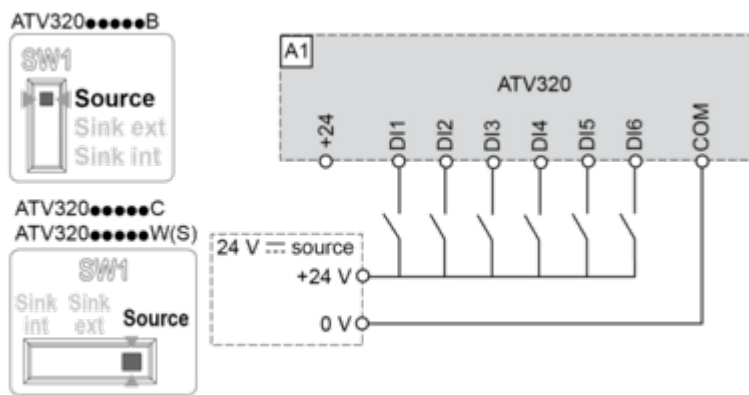 ATV320●●●●●B
SW1
Source
Sink ext
Sink int
ATV320●●●●●C
ATV320●●●●●W(S)
SW1
Sink int
Sink ext
Source
A1
ATV320
+24
DI1
DI2
DI3
DI4
DI5
DI6
COM
24 V ⎓ source
+24 V
0 V